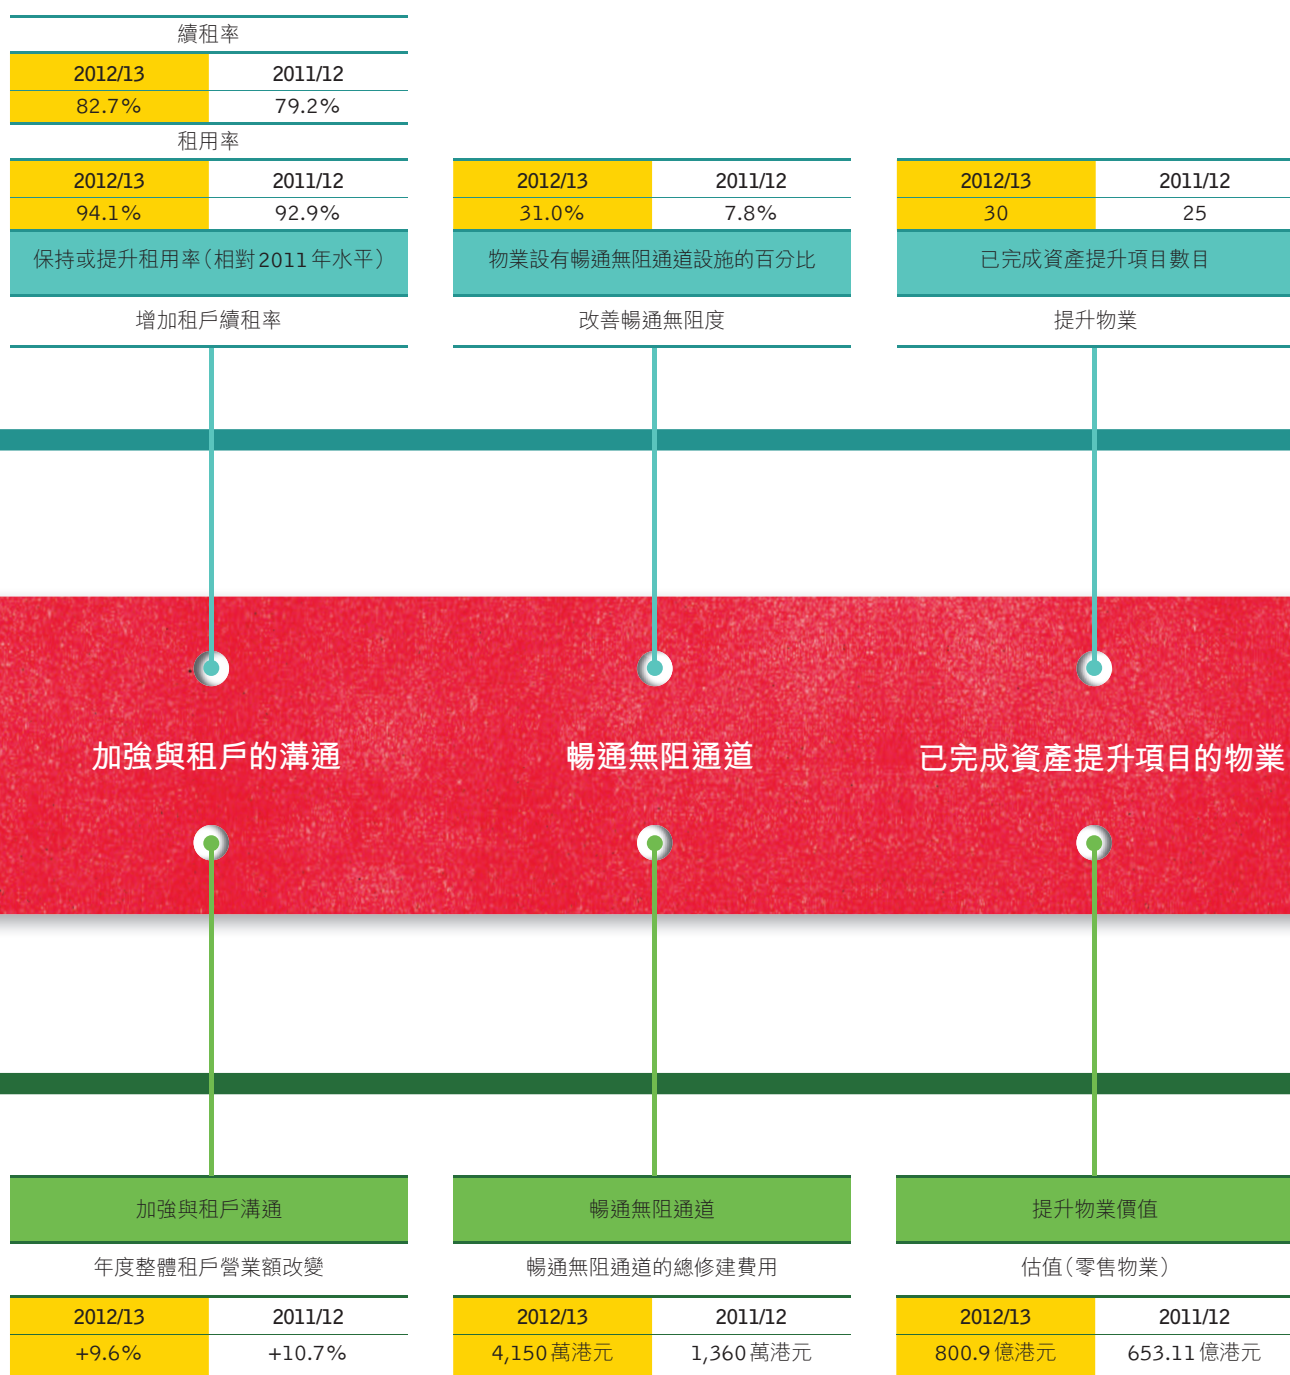 續租率
2012/13 2011/12
82.7% 79.2%
租用率
2012/13 2011/12
94.1% 92.9%
保持或提升租用率（相對2011年水平）
增加租戶續租率
2012/13 2011/12
31.0% 7.8%
物業設有暢通無阻通道設施的百分比
改善暢通無阻度
2012/13 2011/12
30 25
已完成資產提升項目數目
提升物業
加強與租戶的溝通
暢通無阻通道
已完成資產提升項目的物業
加強與租戶溝通
年度整體租戶營業額改變
2012/13 2011/12
+9.6% +10.7%
暢通無阻通道
暢通無阻通道的總修建費用
2012/13 2011/12
4,150萬港元 1,360萬港元
提升物業價值
估值（零售物業）
2012/13 2011/12
800.9億港元 653.11億港元